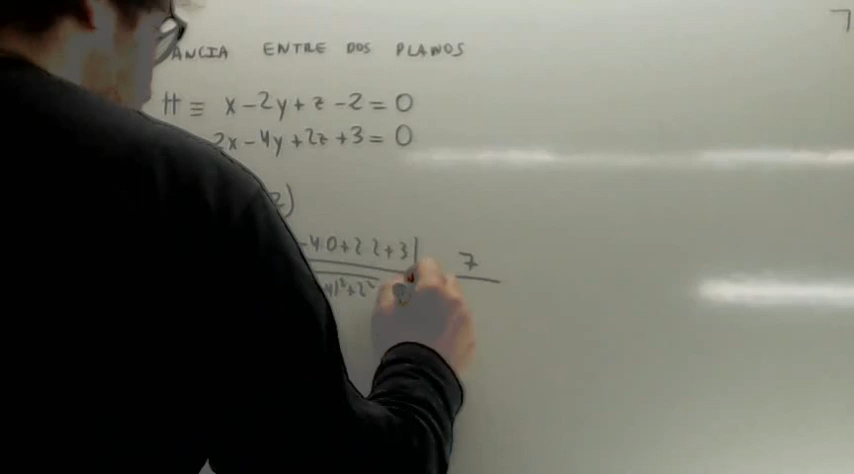 ANCIA ENTRE DOS PLANOS
π ≡ x-2y+z-2=0
2x-4y+2z+3=0
2)
-4·0+2·2+3| 7
4)²+2²